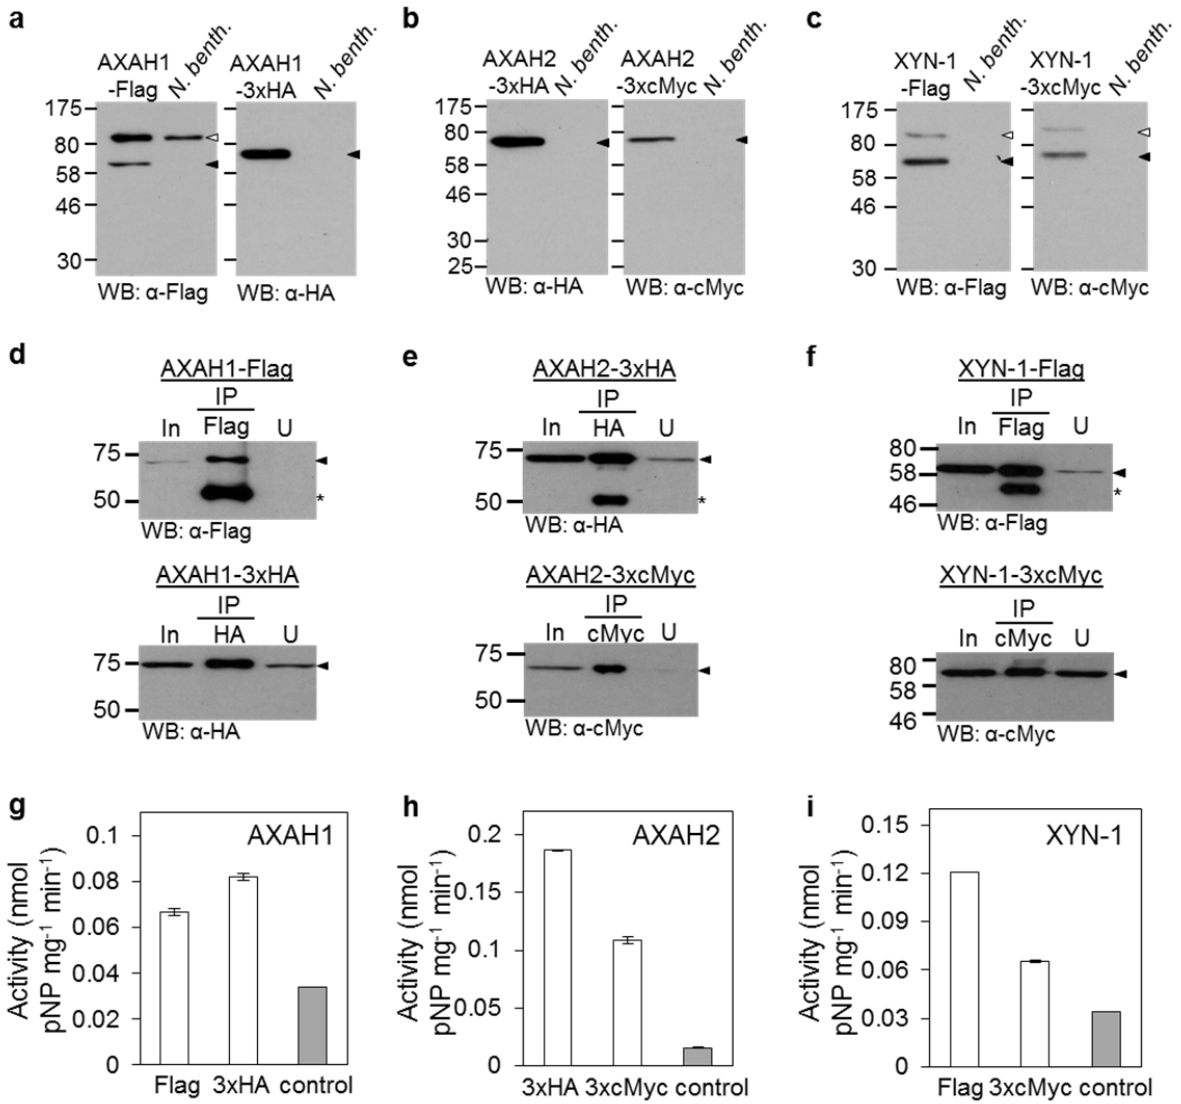 a
AXAH1
-Flag
N. benth.
AXAH1
-3xHA
N. benth.
175
80
58
46
30
WB: α-Flag
WB: α-HA
b
AXAH2
-3xHA
N. benth.
AXAH2
-3xcMyc
N. benth.
175
80
58
46
30
25
WB: α-HA
WB: α-cMyc
c
XYN-1
-Flag
N. benth.
XYN-1
-3xcMyc
N. benth.
175
80
58
46
30
WB: α-Flag
WB: α-cMyc
d
AXAH1-Flag
IP
In Flag U
75
50
*
WB: α-Flag
AXAH1-3xHA
IP
In HA U
75
50
WB: α-HA
e
AXAH2-3xHA
IP
In HA U
75
50
*
WB: α-HA
AXAH2-3xcMyc
IP
In cMyc U
75
50
WB: α-cMyc
f
XYN-1-Flag
IP
In Flag U
80
58
46
*
WB: α-Flag
XYN-1-3xcMyc
IP
In cMyc U
80
58
46
WB: α-cMyc
g
AXAH1
Activity (nmol
pNP mg⁻¹ min⁻¹)
0.1
0.08
0.06
0.04
0.02
0
Flag 3xHA control
h
AXAH2
Activity (nmol
pNP mg⁻¹ min⁻¹)
0.2
0.15
0.1
0.05
0
3xHA 3xcMyc control
i
XYN-1
Activity (nmol
pNP mg⁻¹ min⁻¹)
0.15
0.12
0.09
0.06
0.03
0
Flag 3xcMyc control